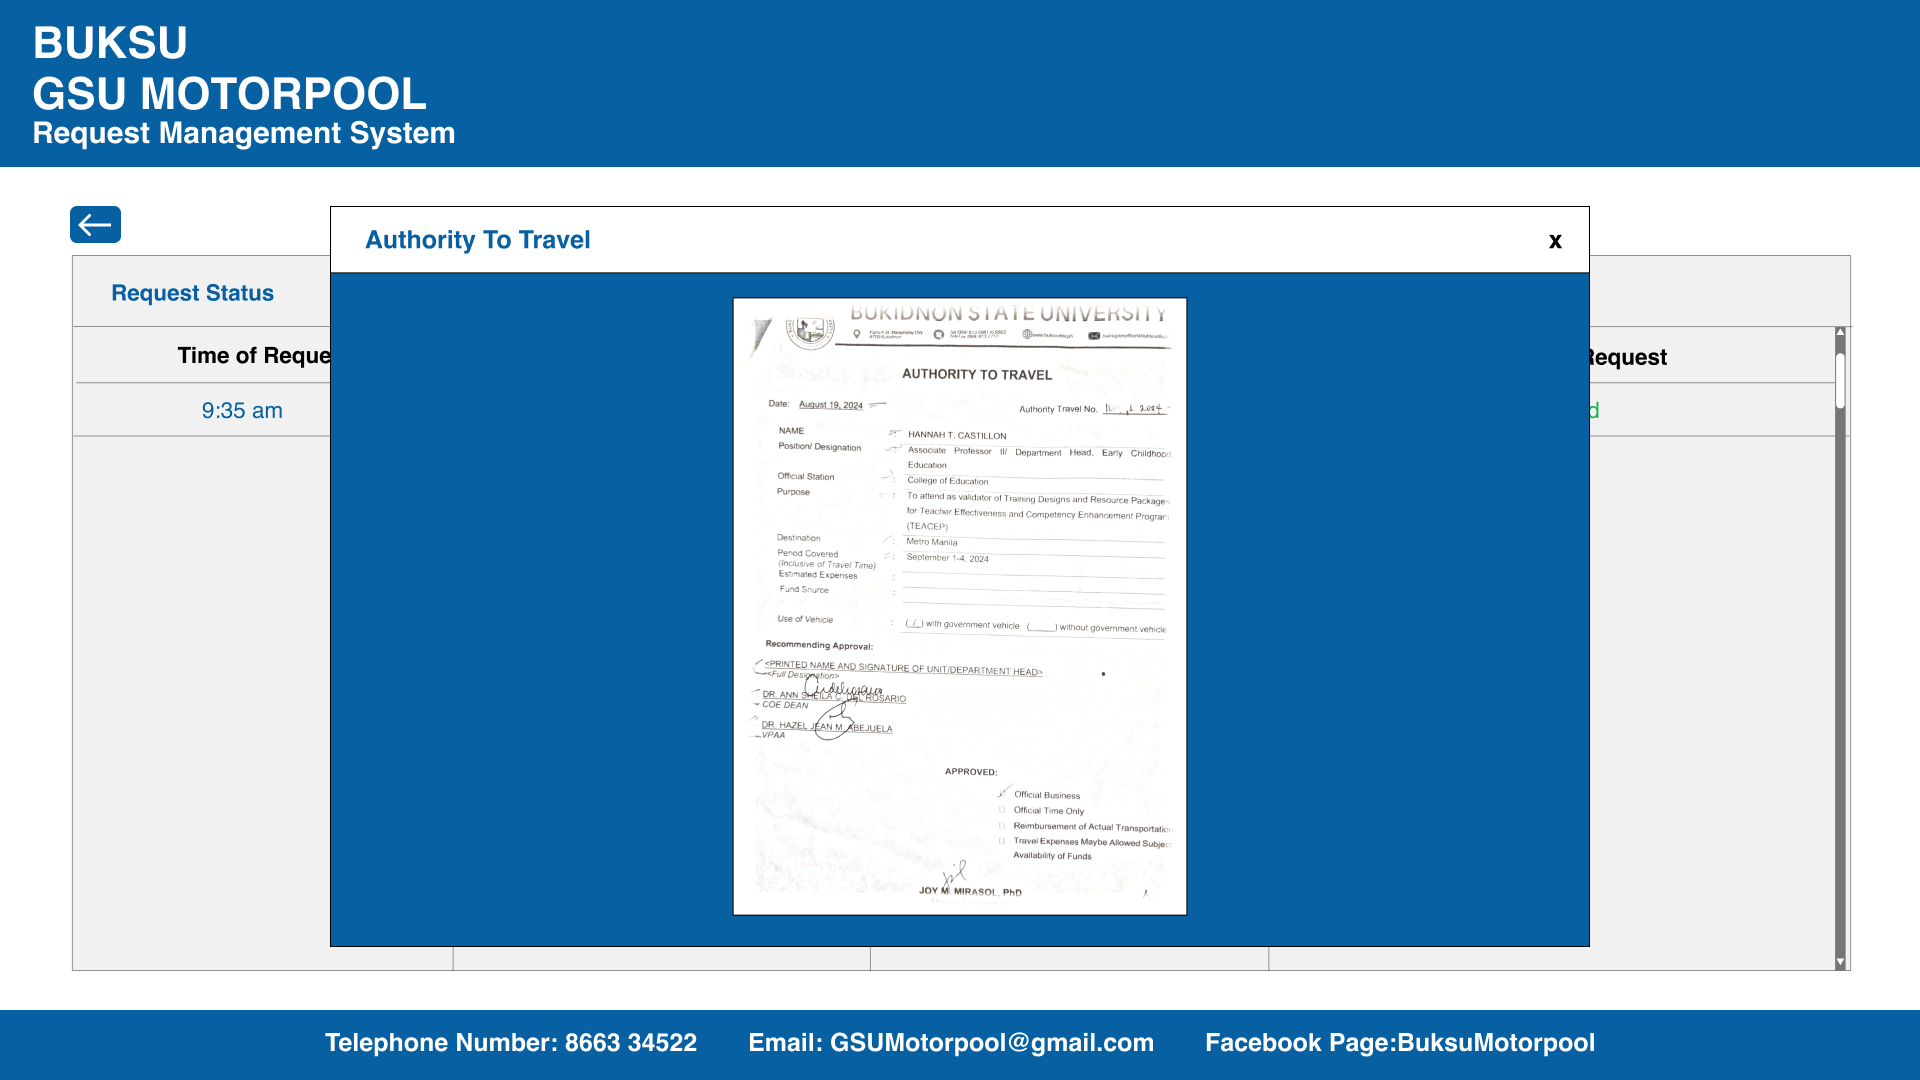 BUKSU
GSU MOTORPOOL
Request Management System
Authority To Travel
x
Request Status
Time of Reque
Request
9:35 am
d
BUKIDNON STATE UNIVERSITY
AUTHORITY TO TRAVEL
Date: August 19, 2024
Authority Travel No. s. 2024
NAME : HANNAH T. CASTILLON
Position/ Designation : Associate Professor II/ Department Head, Early Childhood
Education
Official Station : College of Education
Purpose : To attend as validator of Training Designs and Resource Packages
for Teacher Effectiveness and Competency Enhancement Program
(TEACEP)
Destination : Metro Manila
Period Covered : September 1-4, 2024
(Inclusive of Travel Time)
Estimated Expenses :
Fund Source :
Use of Vehicle : (_/_) with government vehicle (_____) without government vehicle
Recommending Approval:
<PRINTED NAME AND SIGNATURE OF UNIT/DEPARTMENT HEAD>
<Full Designation>
DR. ANN SHEILA C. DEL ROSARIO
COE DEAN
DR. HAZEL JEAN M. ABEJUELA
VPAA
APPROVED:
Official Business
Official Time Only
Reimbursement of Actual Transportation
Travel Expenses Maybe Allowed Subject
Availability of Funds
JOY M. MIRASOL, PhD
Telephone Number: 8663 34522
Email: GSUMotorpool@gmail.com
Facebook Page:BuksuMotorpool